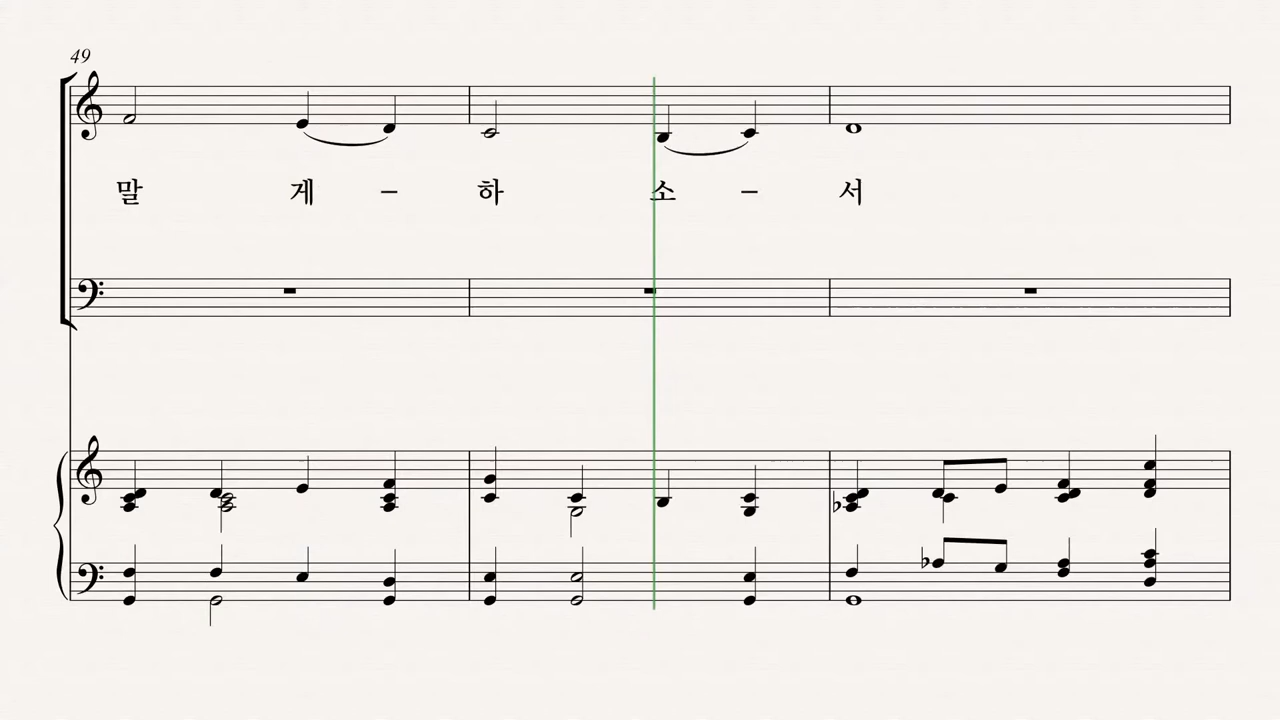 49
말 게 – 하 소 – 서